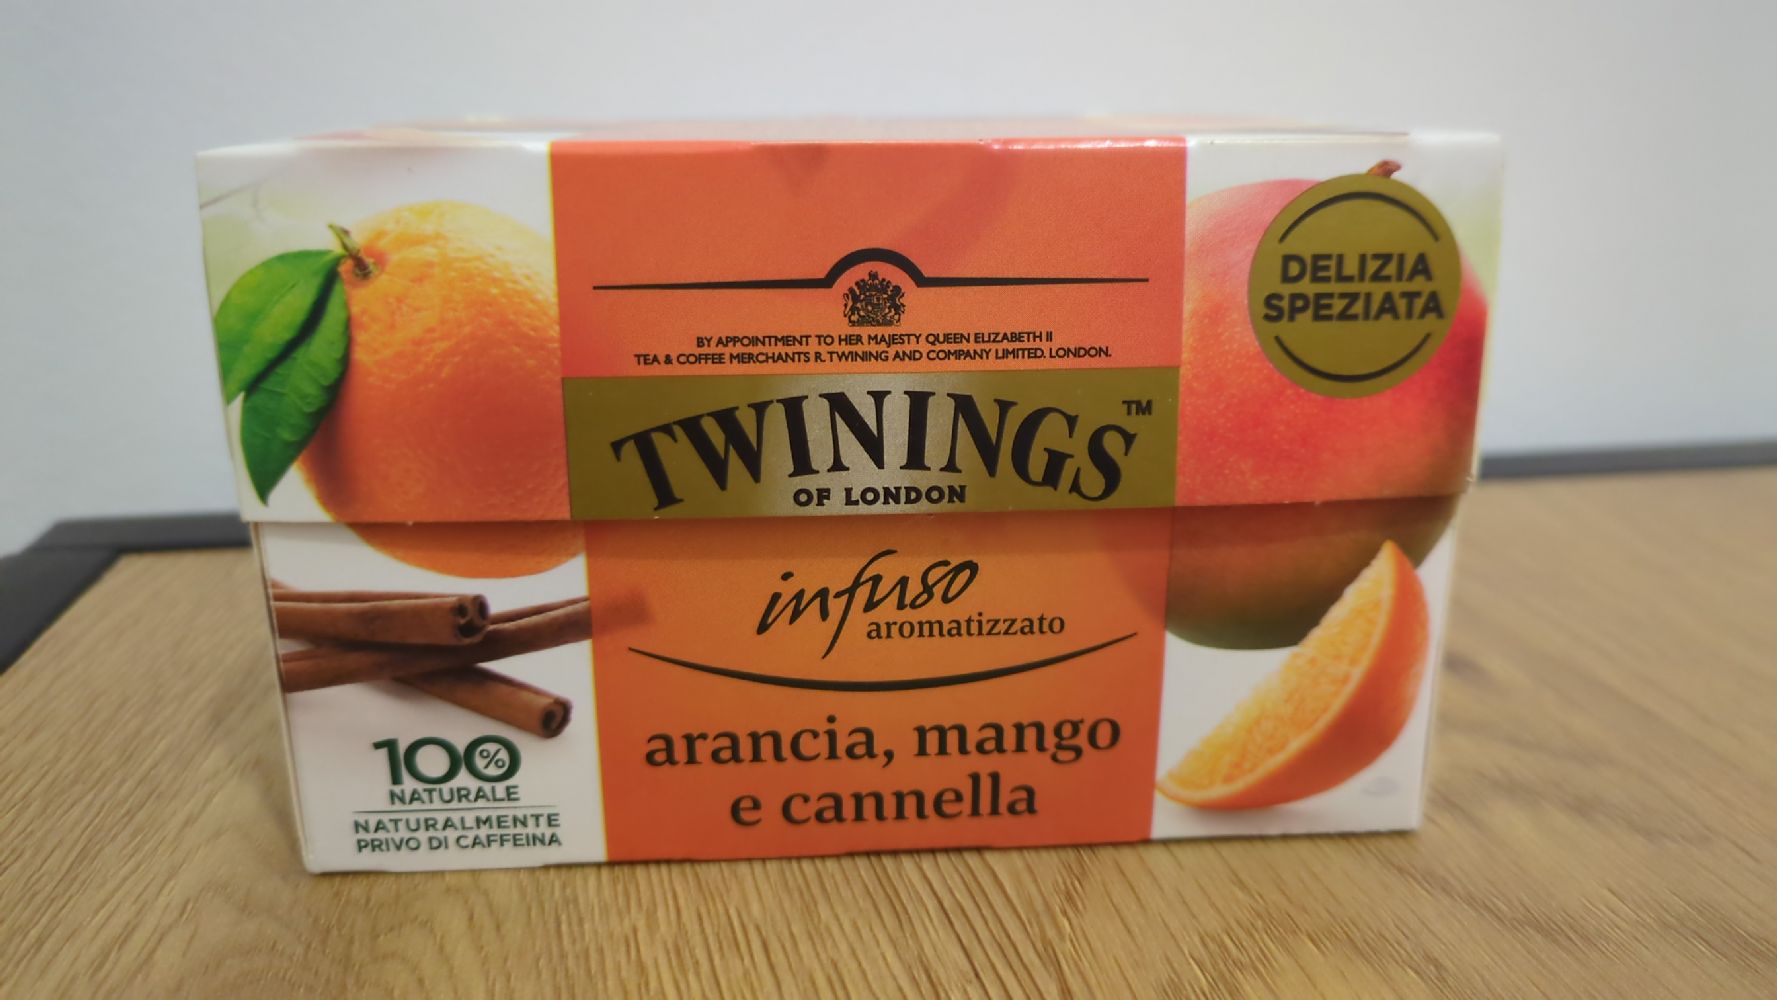 DELIZIA
SPEZIATA
BY APPOINTMENT TO HER MAJESTY QUEEN ELIZABETH II
TEA & COFFEE MERCHANTS R. TWINING AND COMPANY LIMITED. LONDON.
TWININGS™
OF LONDON
infuso
aromatizzato
arancia, mango
e cannella
100%
NATURALE
NATURALMENTE
PRIVO DI CAFFEINA